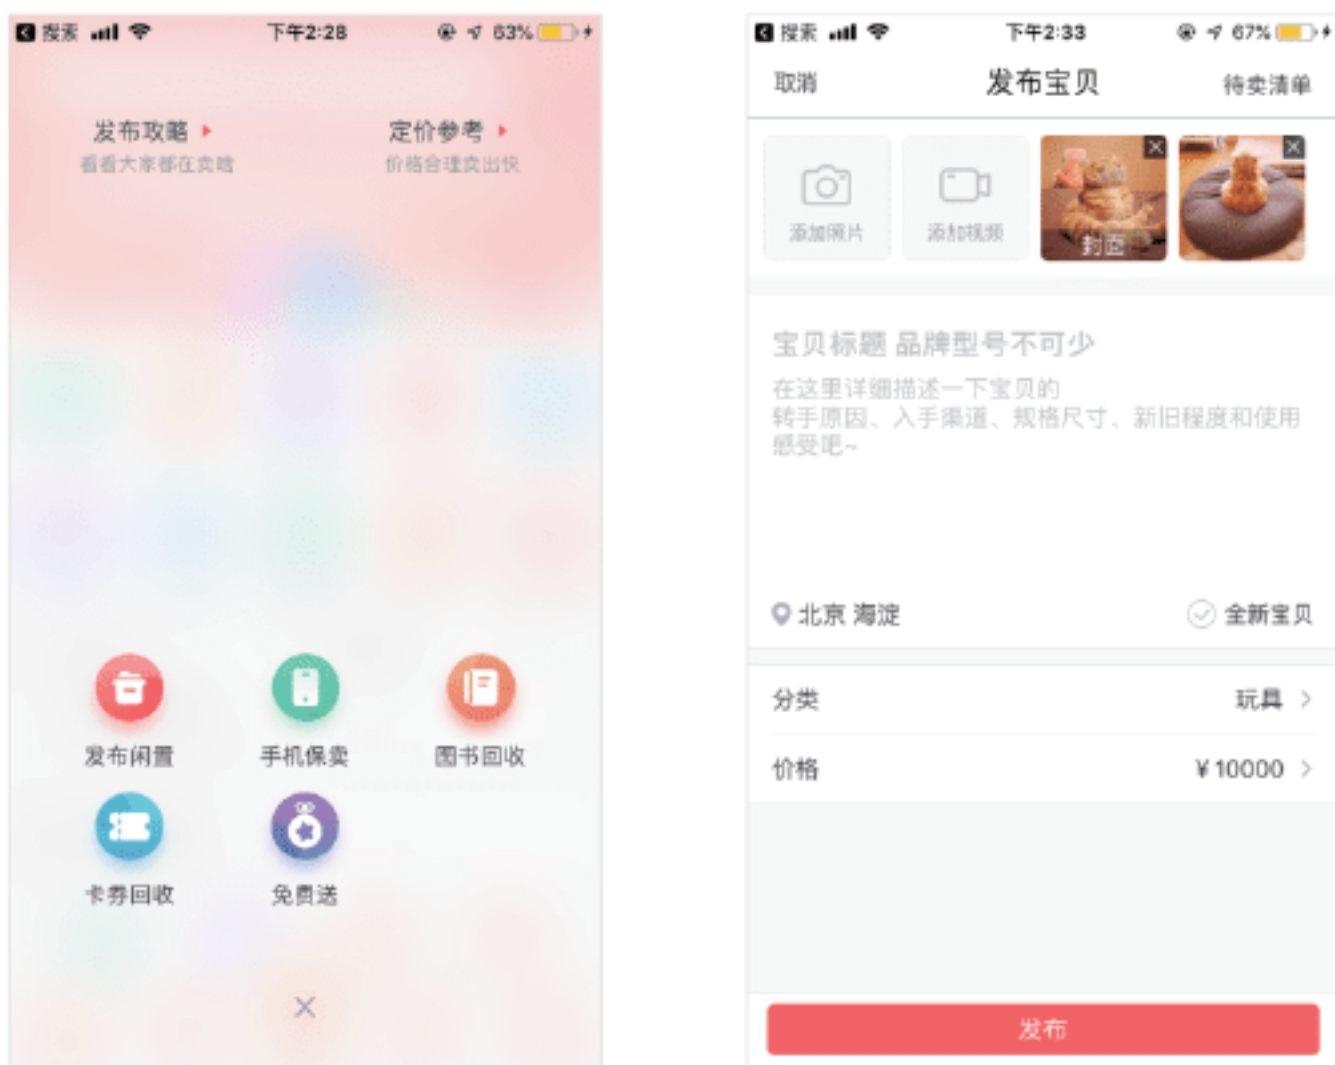 搜索
下午2:28
63%
发布攻略
定价参考
看看大家都在卖啥
价格合理卖出快
发布闲置
手机保卖
图书回收
卡券回收
免费送
搜索
下午2:33
67%
取消
发布宝贝
待卖清单
添加照片
添加视频
封面
宝贝标题 品牌型号不可少
在这里详细描述一下宝贝的
转手原因、入手渠道、规格尺寸、新旧程度和使用
感受吧~
北京 海淀
全新宝贝
分类
玩具
价格
¥10000
发布